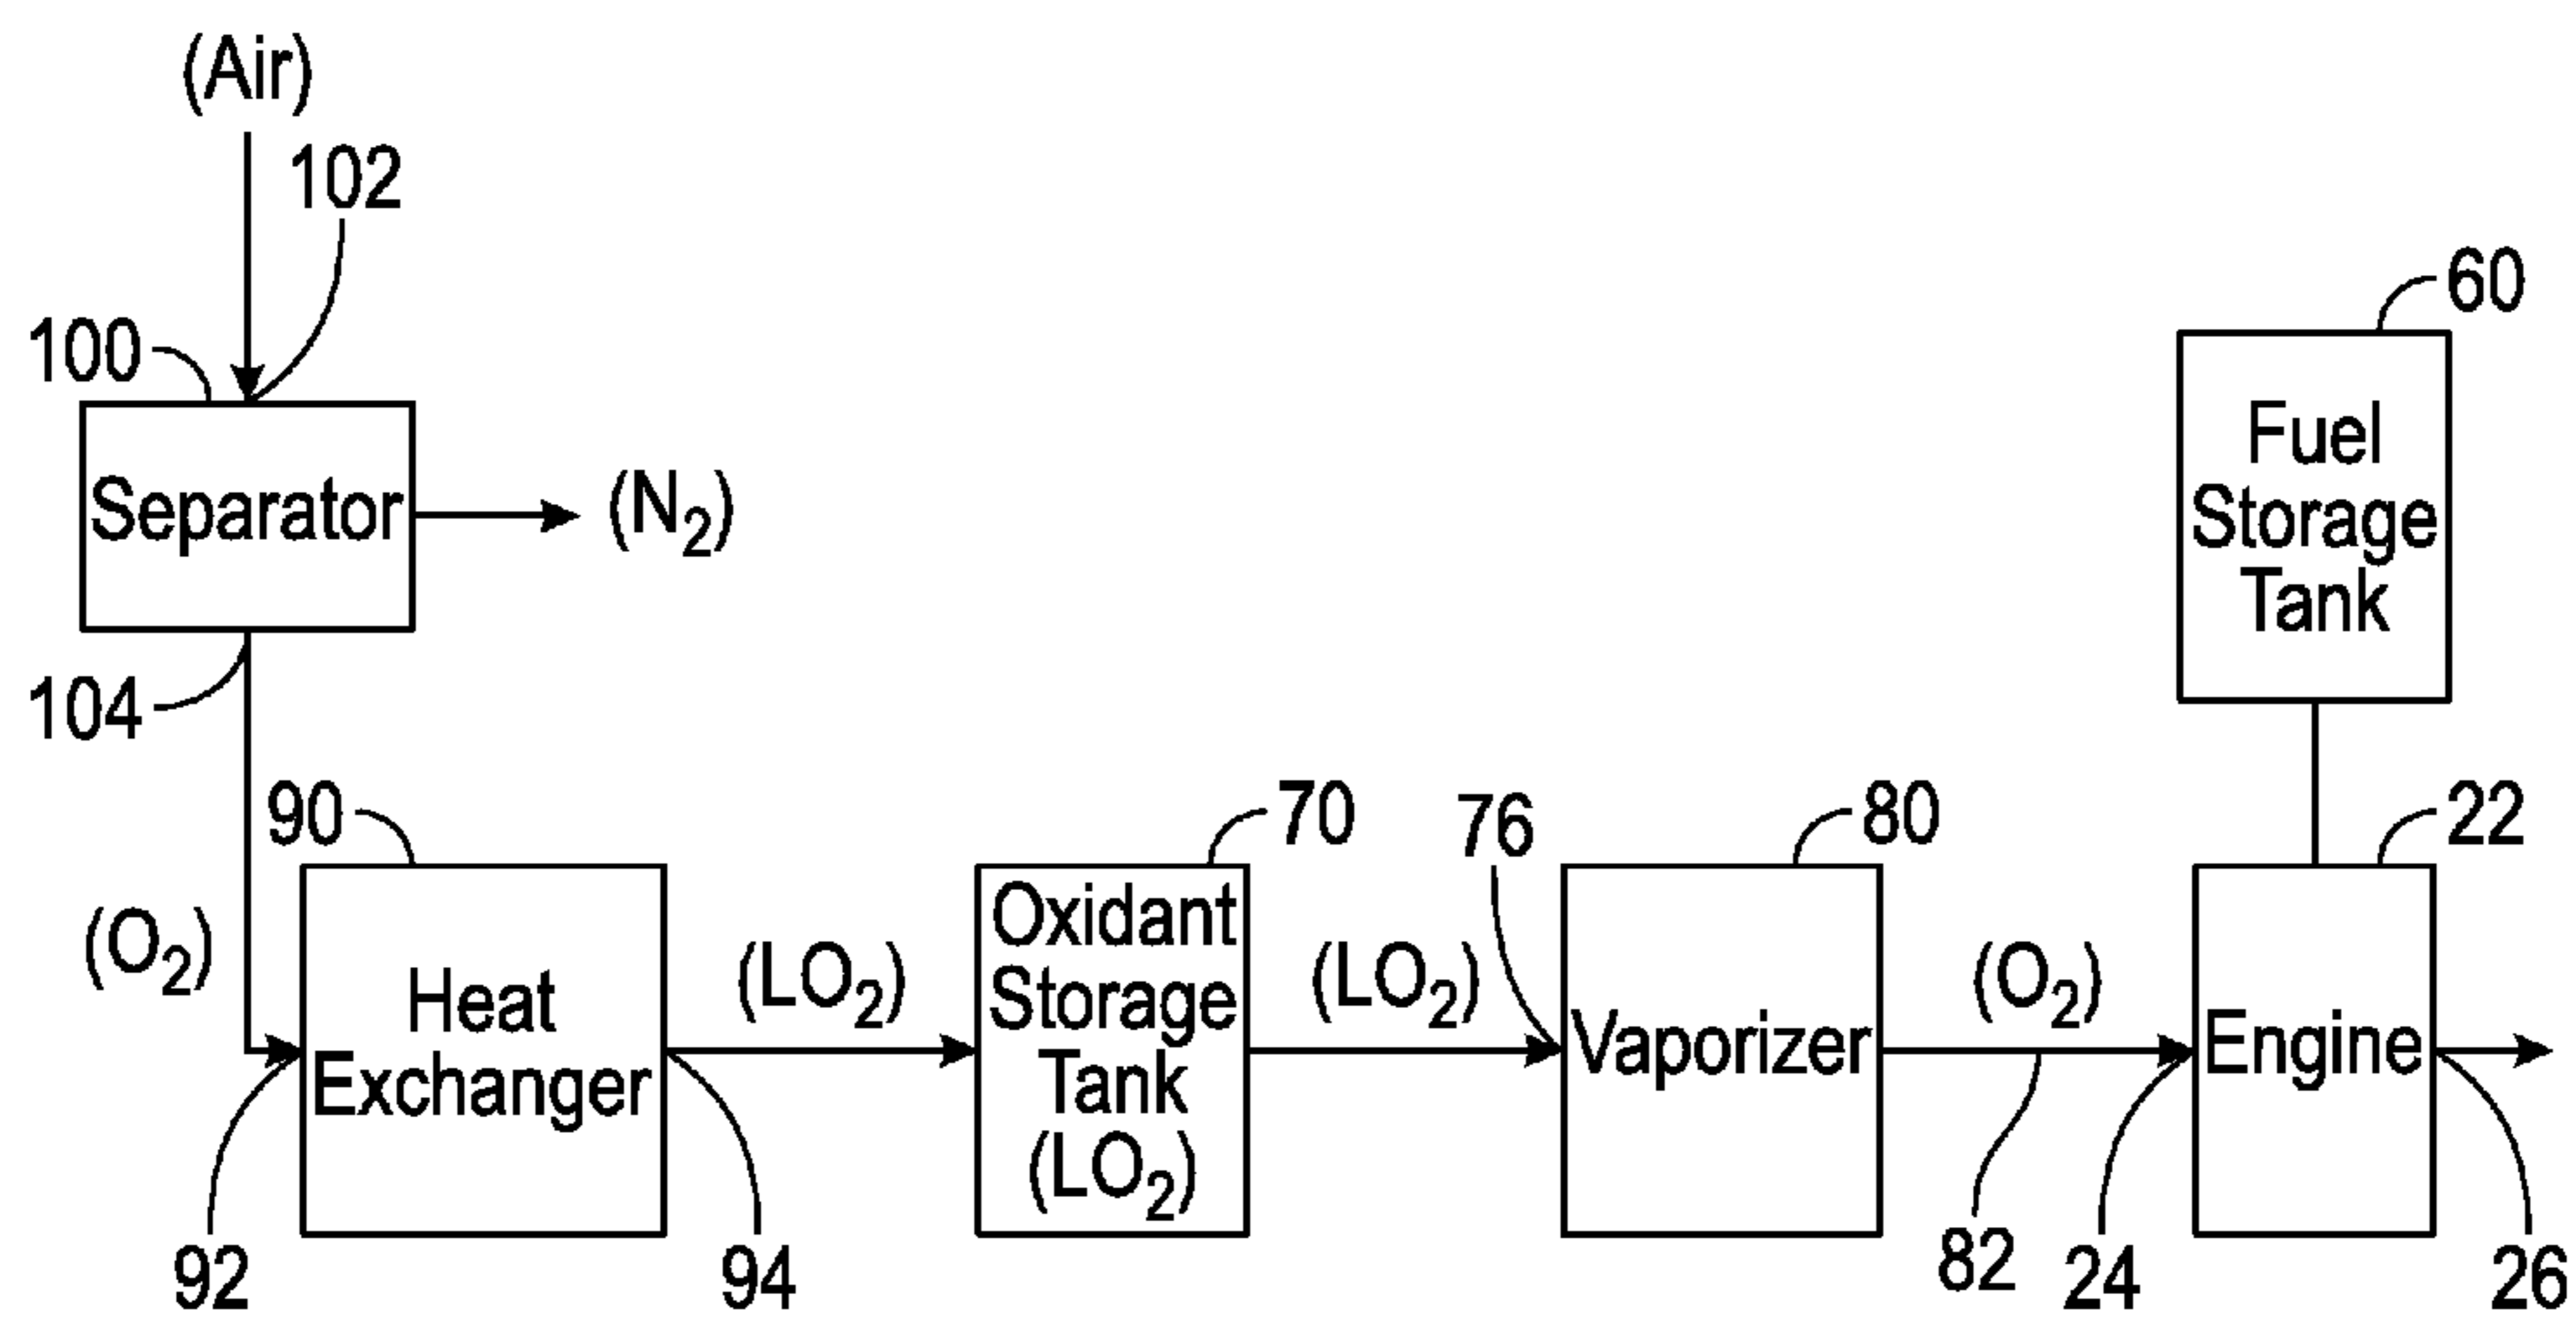 (Air)
102
100
Separator
(N₂)
104
60
Fuel
Storage
Tank
90
70
76
80
22
(O₂)
Heat
Exchanger
(LO₂)
Oxidant
Storage
Tank
(LO₂)
(LO₂)
Vaporizer
(O₂)
Engine
92
94
82
24
26